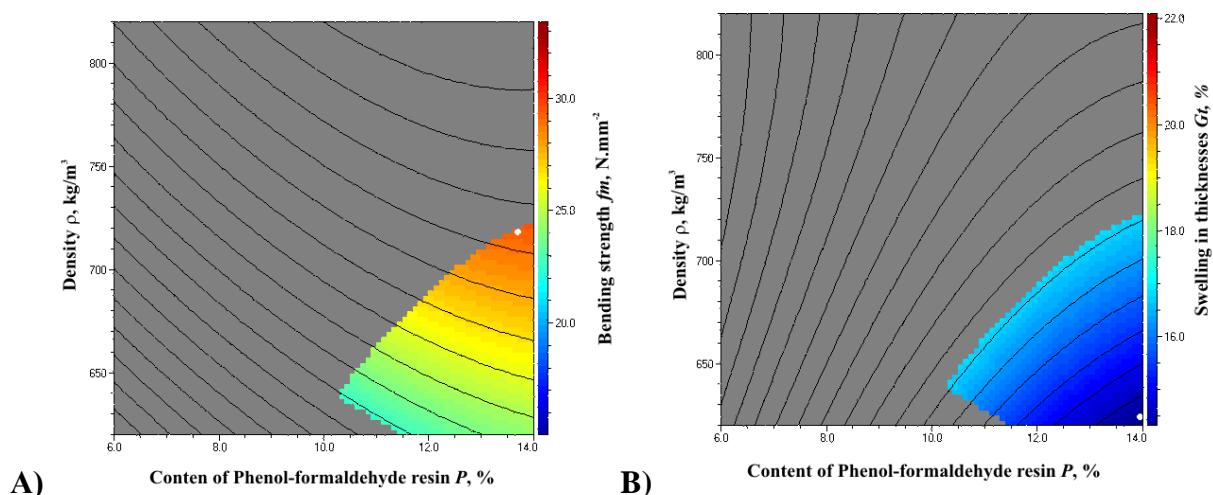 800
750
700
650
6.0 8.0 10.0 12.0 14.0
Density ρ, kg/m³
Conten of Phenol-formaldehyde resin P, %
30.0
25.0
20.0
Bending strength fm, N.mm⁻²
A)
800
750
700
650
6.0 8.0 10.0 12.0 14.0
Density ρ, kg/m³
Content of Phenol-formaldehyde resin P, %
22.0
20.0
18.0
16.0
Swelling in thicknesses Gt, %
B)